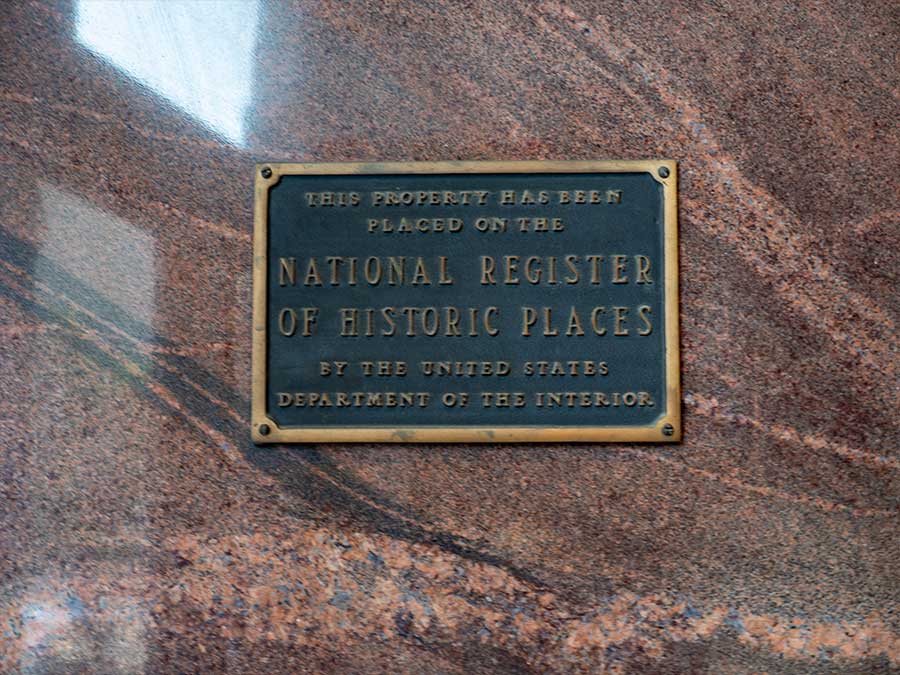 THIS PROPERTY HAS BEEN
PLACED ON THE
NATIONAL REGISTER
OF HISTORIC PLACES
BY THE UNITED STATES
DEPARTMENT OF THE INTERIOR